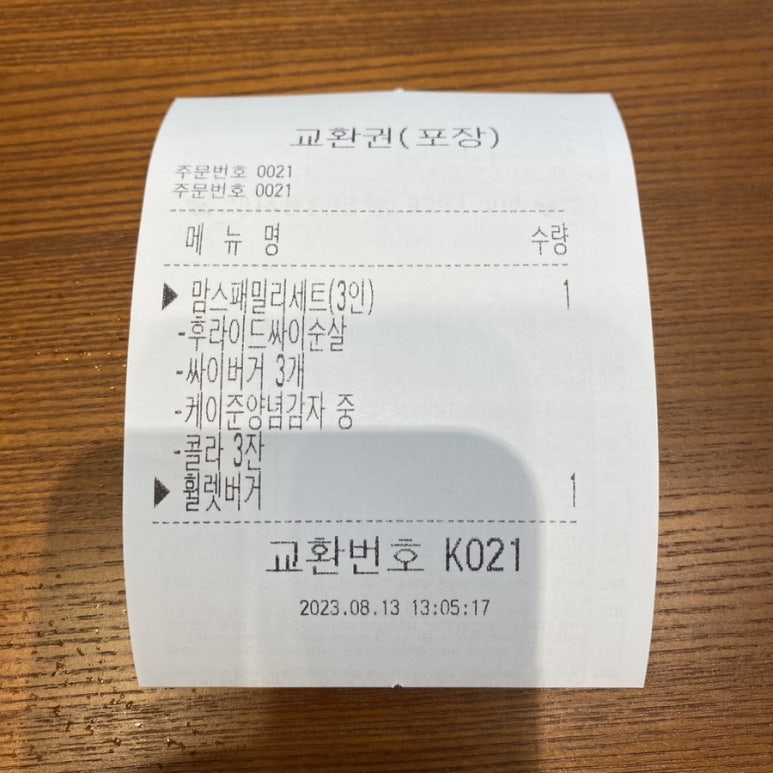 교환권(포장)
주문번호 0021
주문번호 0021
메 뉴 명 수량
▶ 맘스패밀리세트(3인) 1
-후라이드싸이순살
-싸이버거 3개
-케이준양념감자 중
-콜라 3잔
▶ 휠렛버거 1
교환번호 K021
2023.08.13 13:05:17